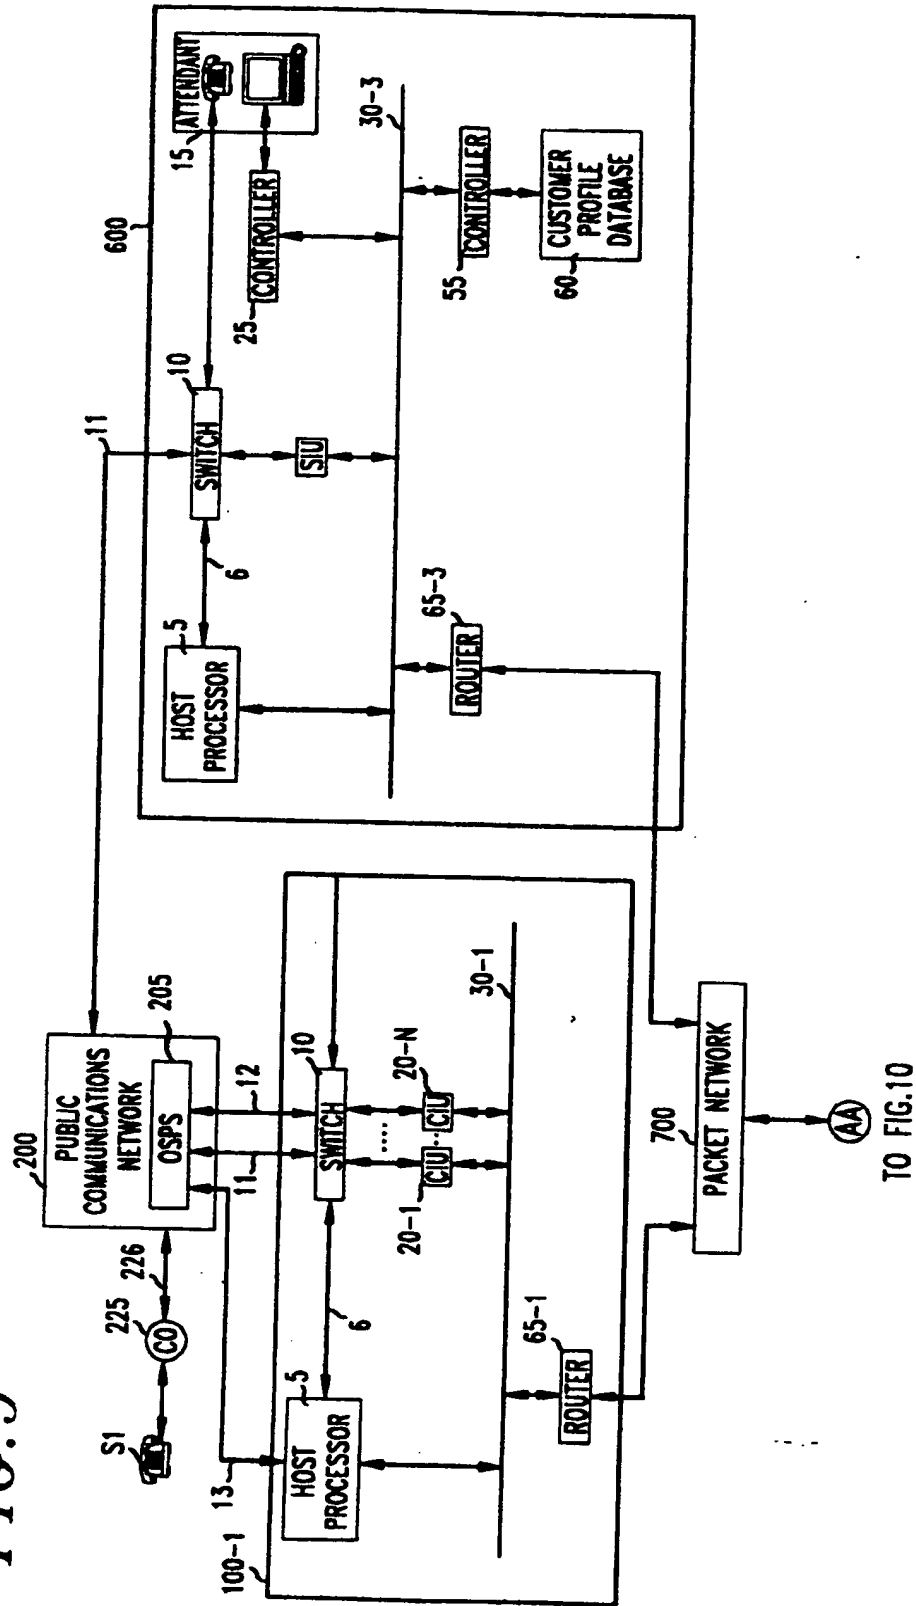 FIG. 9
S1
225
CO
226
200
PUBLIC
COMMUNICATIONS
NETWORK
205
OSPS
13
11
12
11
100-1
5
HOST
PROCESSOR
6
10
SWITCH
20-1
CIU
.....
..
20-N
CIU
30-1
65-1
ROUTER
600
5
HOST
PROCESSOR
6
10
SWITCH
SIU
15
ATTENDANT
25
CONTROLLER
30-3
65-3
ROUTER
55
CONTROLLER
60
CUSTOMER
PROFILE
DATABASE
700
PACKET NETWORK
AA
TO FIG.10